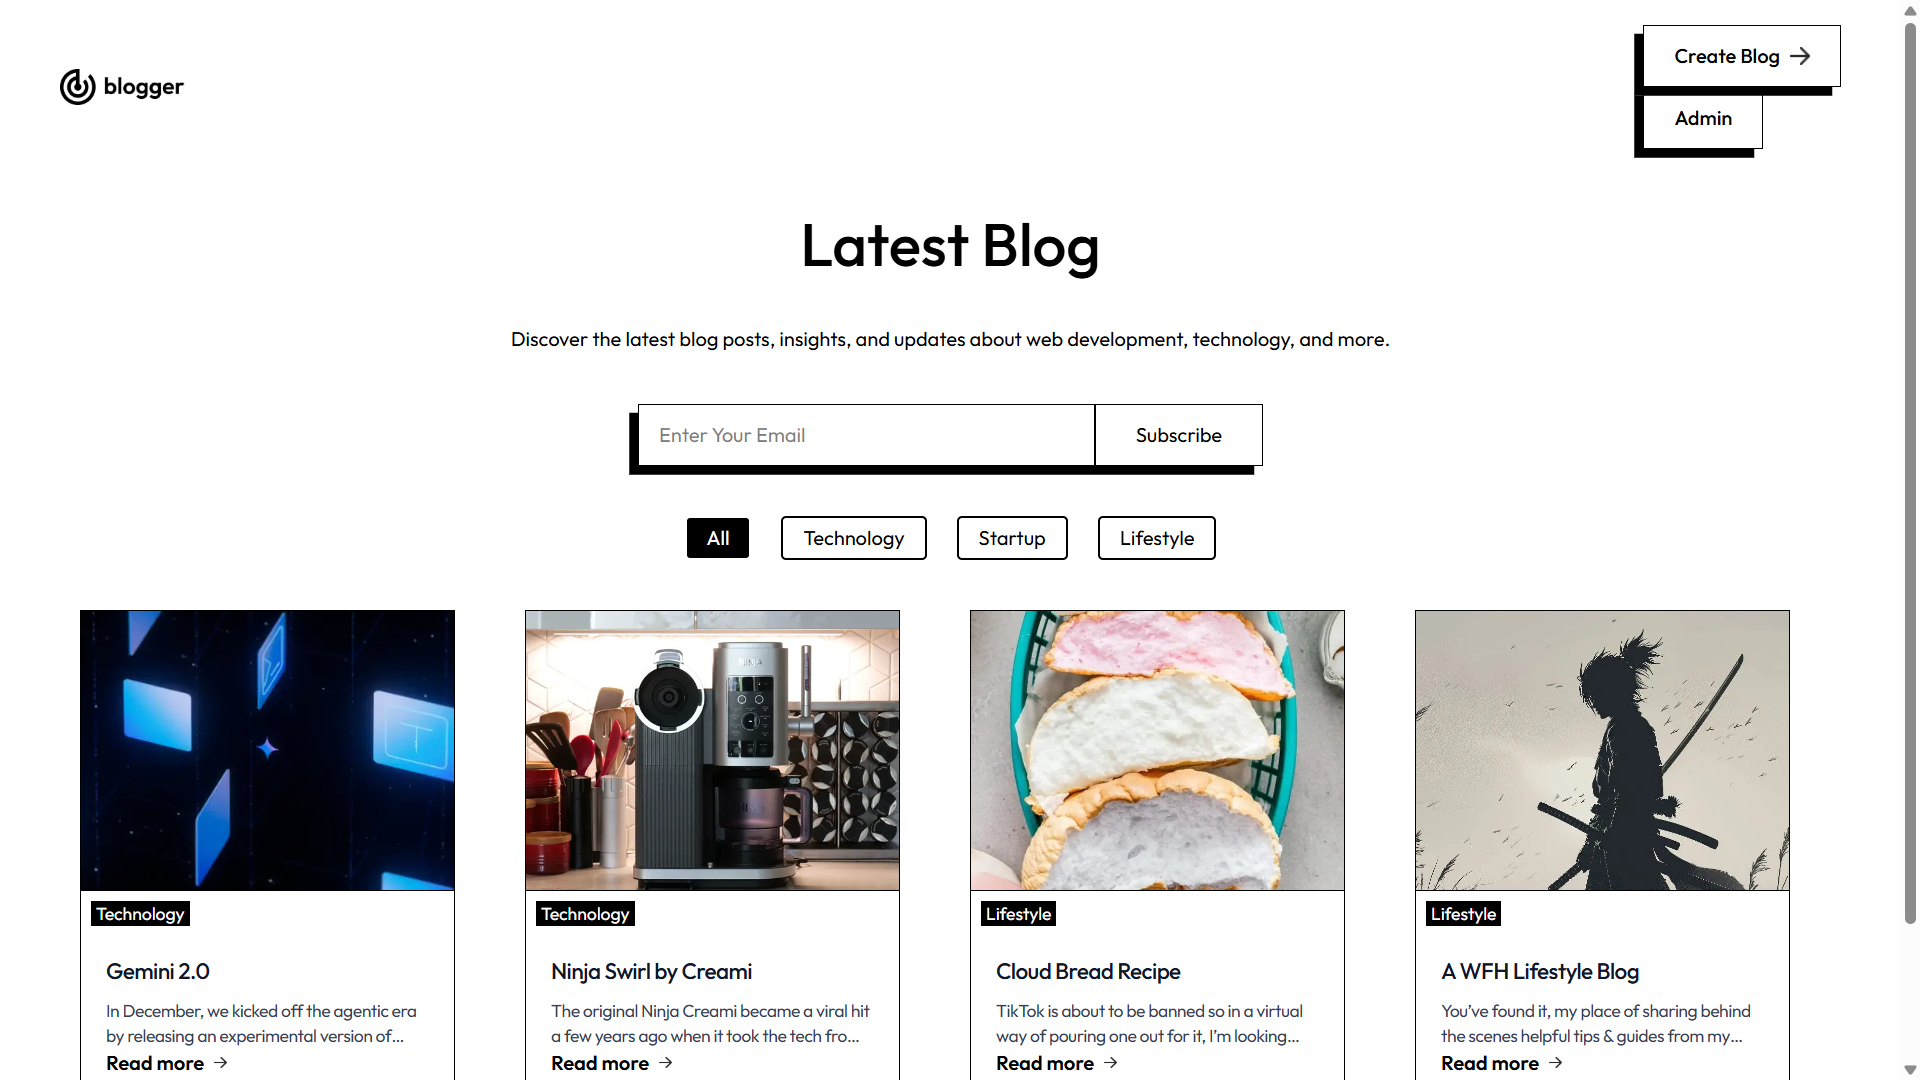 blogger
Create Blog
Admin
Latest Blog
Discover the latest blog posts, insights, and updates about web development, technology, and more.
Enter Your Email
Subscribe
All
Technology
Startup
Lifestyle
NINJA
Technology
Technology
Lifestyle
Lifestyle
Gemini 2.0
In December, we kicked off the agentic era
by releasing an experimental version of...
Read more
Ninja Swirl by Creami
The original Ninja Creami became a viral hit
a few years ago when it took the tech fro...
Read more
Cloud Bread Recipe
TikTok is about to be banned so in a virtual
way of pouring one out for it, I’m looking...
Read more
A WFH Lifestyle Blog
You’ve found it, my place of sharing behind
the scenes helpful tips & guides from my...
Read more